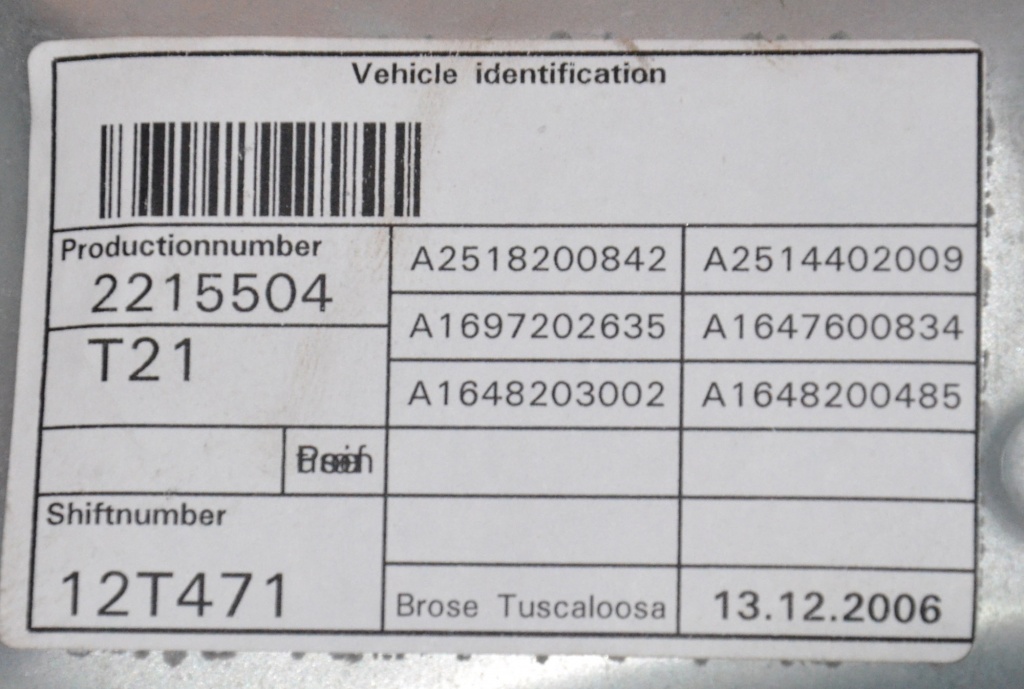 Vehicle identification
Productionnumber
2215504
A2518200842 A2514402009
T21
A1697202635 A1647600834
A1648203002 A1648200485
Shiftnumber
12T471
Brose Tuscaloosa 13.12.2006